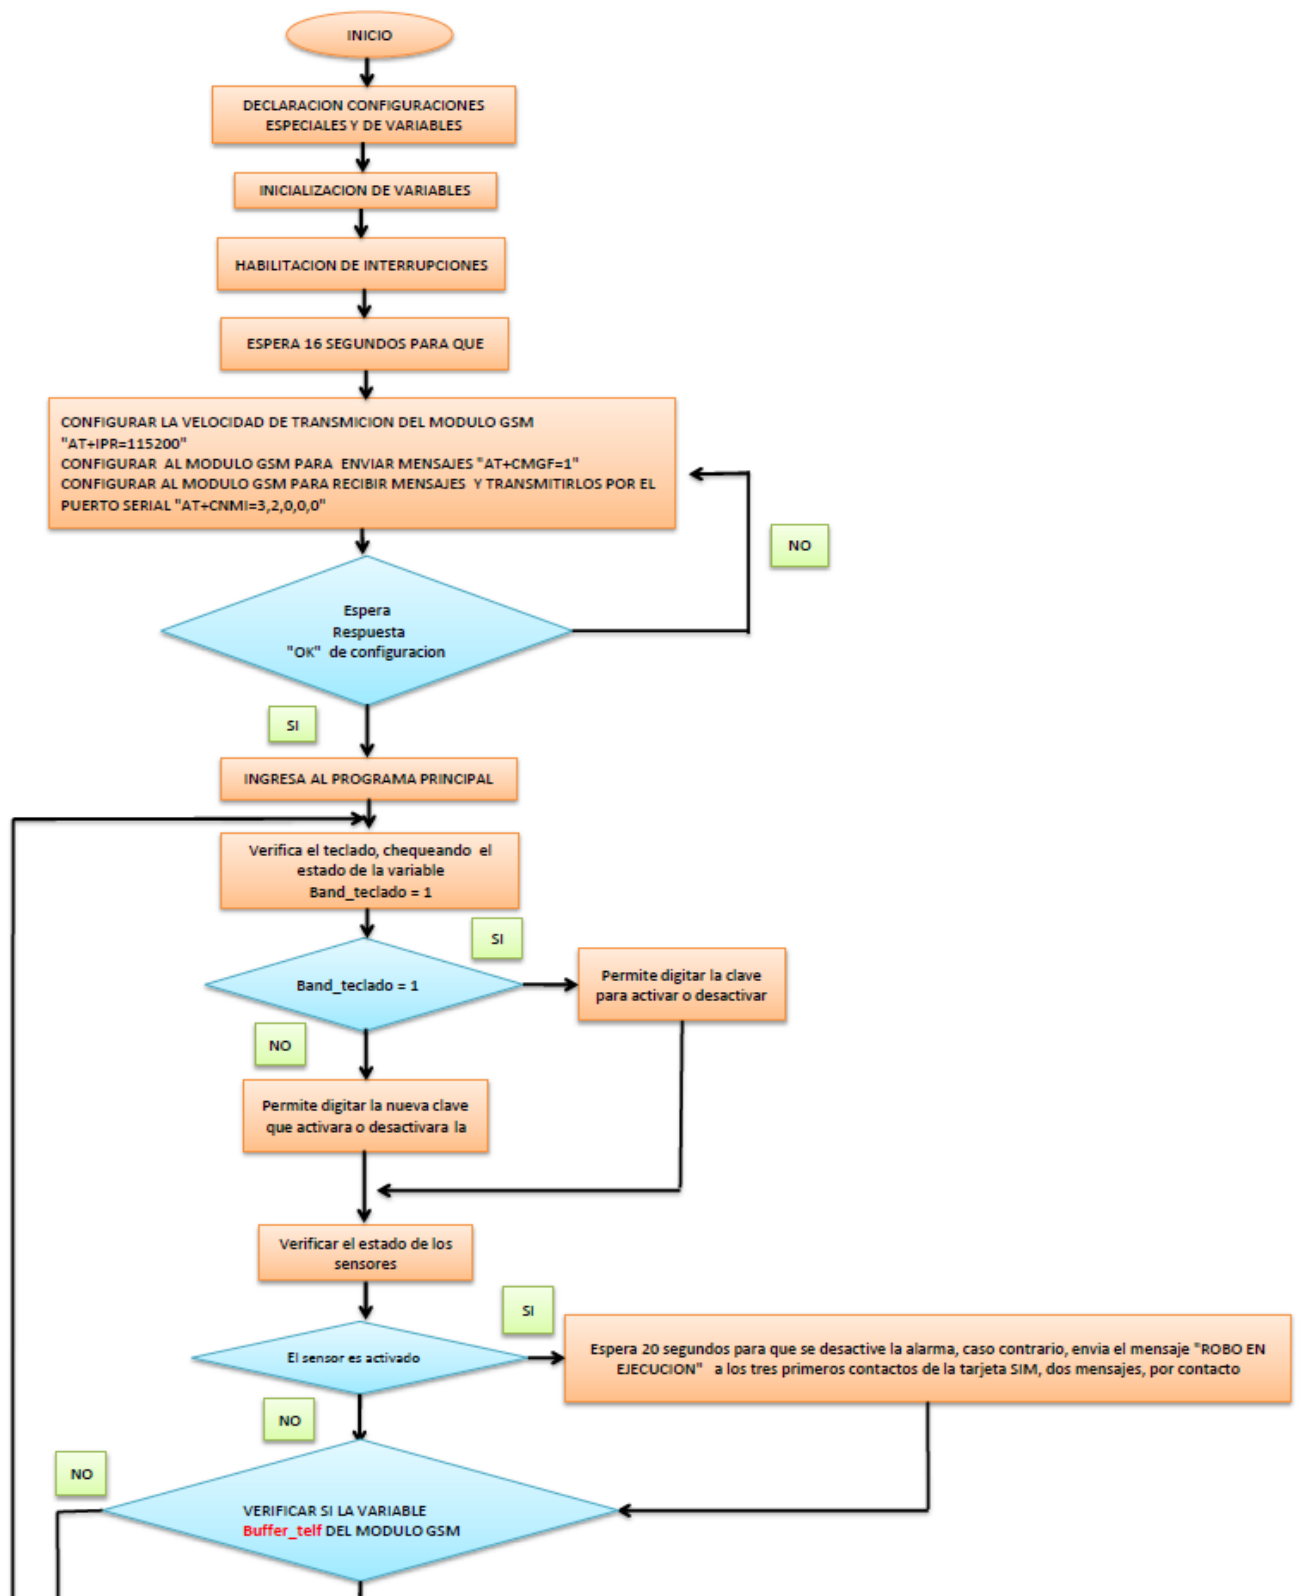 INICIO
DECLARACION CONFIGURACIONES
ESPECIALES Y DE VARIABLES
INICIALIZACION DE VARIABLES
HABILITACION DE INTERRUPCIONES
ESPERA 16 SEGUNDOS PARA QUE
CONFIGURAR LA VELOCIDAD DE TRANSMICION DEL MODULO GSM
"AT+IPR=115200"
CONFIGURAR AL MODULO GSM PARA ENVIAR MENSAJES "AT+CMGF=1"
CONFIGURAR AL MODULO GSM PARA RECIBIR MENSAJES Y TRANSMITIRLOS POR EL
PUERTO SERIAL "AT+CNMI=3,2,0,0,0"
NO
Espera
Respuesta
"OK" de configuracion
SI
INGRESA AL PROGRAMA PRINCIPAL
Verifica el teclado, chequeando el
estado de la variable
Band_teclado = 1
SI
Band_teclado = 1
Permite digitar la clave
para activar o desactivar
NO
Permite digitar la nueva clave
que activara o desactivara la
Verificar el estado de los
sensores
SI
El sensor es activado
Espera 20 segundos para que se desactive la alarma, caso contrario, envia el mensaje "ROBO EN
EJECUCION" a los tres primeros contactos de la tarjeta SIM, dos mensajes, por contacto
NO
NO
VERIFICAR SI LA VARIABLE
Buffer_telf DEL MODULO GSM